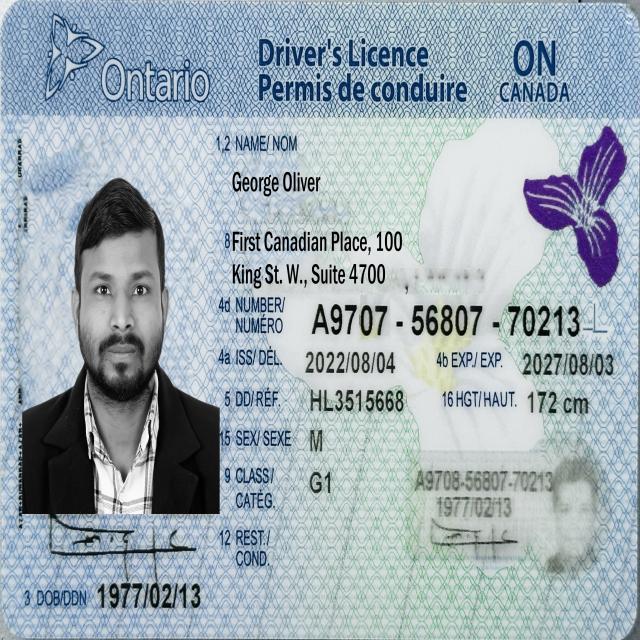 Ontario
Driver's Licence
Permis de conduire
ON
CANADA
1,2 NAME/ NOM
George Oliver
8 First Canadian Place, 100
King St. W., Suite 4700
4d NUMBER/
NUMÉRO
A9707 - 56807 - 70213
4a ISS/ DÉL.
2022/08/04
4b EXP./ EXP.
2027/08/03
5 DD/ RÉF.
HL3515668
16 HGT/ HAUT.
172 cm
15 SEX/ SEXE
M
9 CLASS/
CATÉG.
G1
A9708-56807-70213
1977/02/13
12 REST./
COND.
3 DOB/DDN 1977/02/13